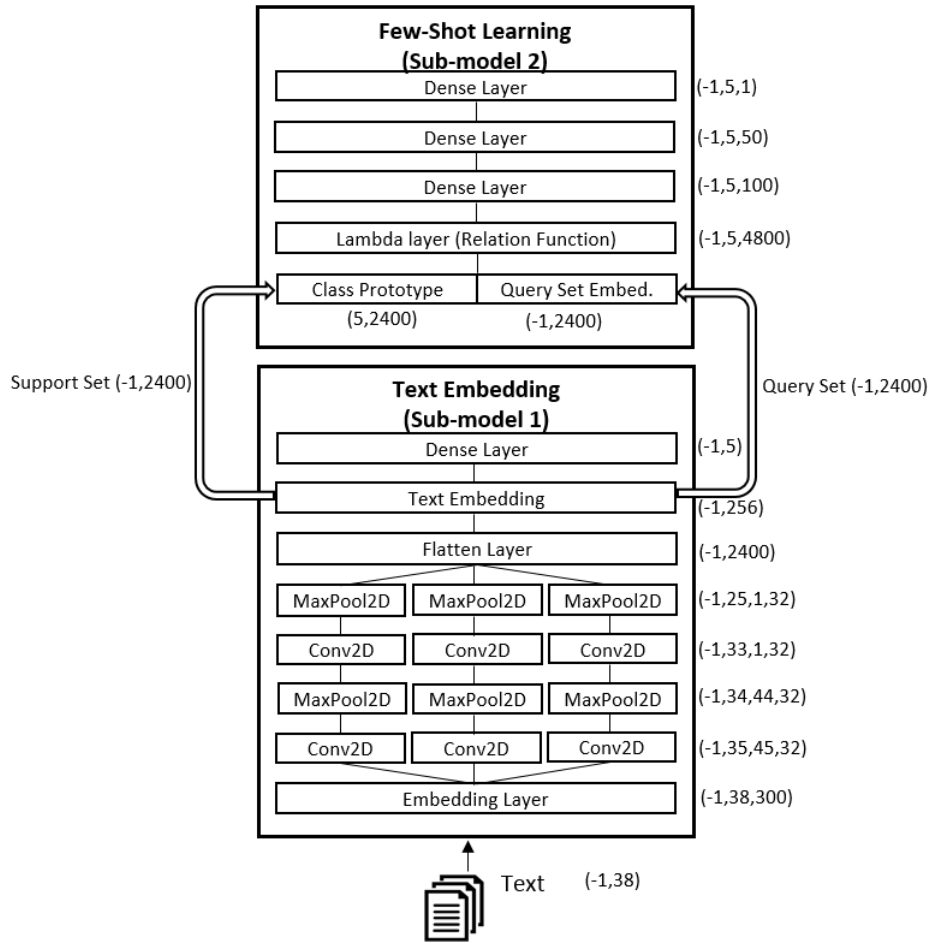 Few-Shot Learning
(Sub-model 2)
Dense Layer (-1,5,1)
Dense Layer (-1,5,50)
Dense Layer (-1,5,100)
Lambda layer (Relation Function) (-1,5,4800)
Class Prototype Query Set Embed.
(5,2400) (-1,2400)
Support Set (-1,2400) Query Set (-1,2400)
Text Embedding
(Sub-model 1)
Dense Layer (-1,5)
Text Embedding (-1,256)
Flatten Layer (-1,2400)
MaxPool2D MaxPool2D MaxPool2D (-1,25,1,32)
Conv2D Conv2D Conv2D (-1,33,1,32)
MaxPool2D MaxPool2D MaxPool2D (-1,34,44,32)
Conv2D Conv2D Conv2D (-1,35,45,32)
Embedding Layer (-1,38,300)
Text (-1,38)